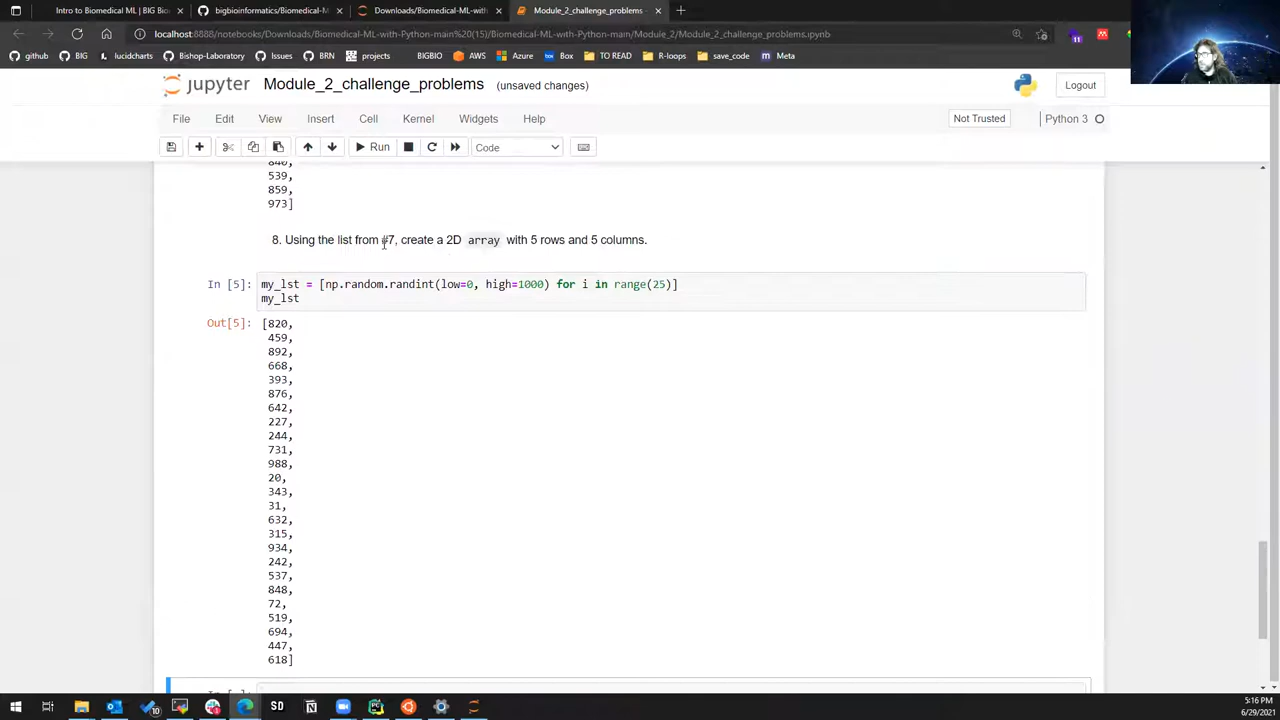 Intro to Biomedical ML | BIG Bioi
bigbioinformatics/Biomedical-M
Downloads/Biomedical-ML-with-
Module_2_challenge_problems -
localhost:8888/notebooks/Downloads/Biomedical-ML-with-Python-main%20(15)/Biomedical-ML-with-Python-main/Module_2/Module_2_challenge_problems.ipynb
11
github
BIG
lucidcharts
Bishop-Laboratory
Issues
BRN
projects
BIGBIO
AWS
Box
Azure
TO READ
R-loops
save_code
Meta
jupyter
Module_2_challenge_problems (unsaved changes)
Logout
File Edit View Insert Cell Kernel Widgets Help
Not Trusted
Python 3
Run
Code
840,
539,
859,
973]
8. Using the list from #7, create a 2D array with 5 rows and 5 columns.
In [5]: my_lst = [np.random.randint(low=0, high=1000) for i in range(25)]
my_lst
Out[5]: [820,
459,
892,
668,
393,
876,
642,
227,
244,
731,
988,
20,
343,
31,
632,
315,
934,
242,
537,
848,
72,
519,
694,
447,
618]
SD
5:16 PM
6/29/2021